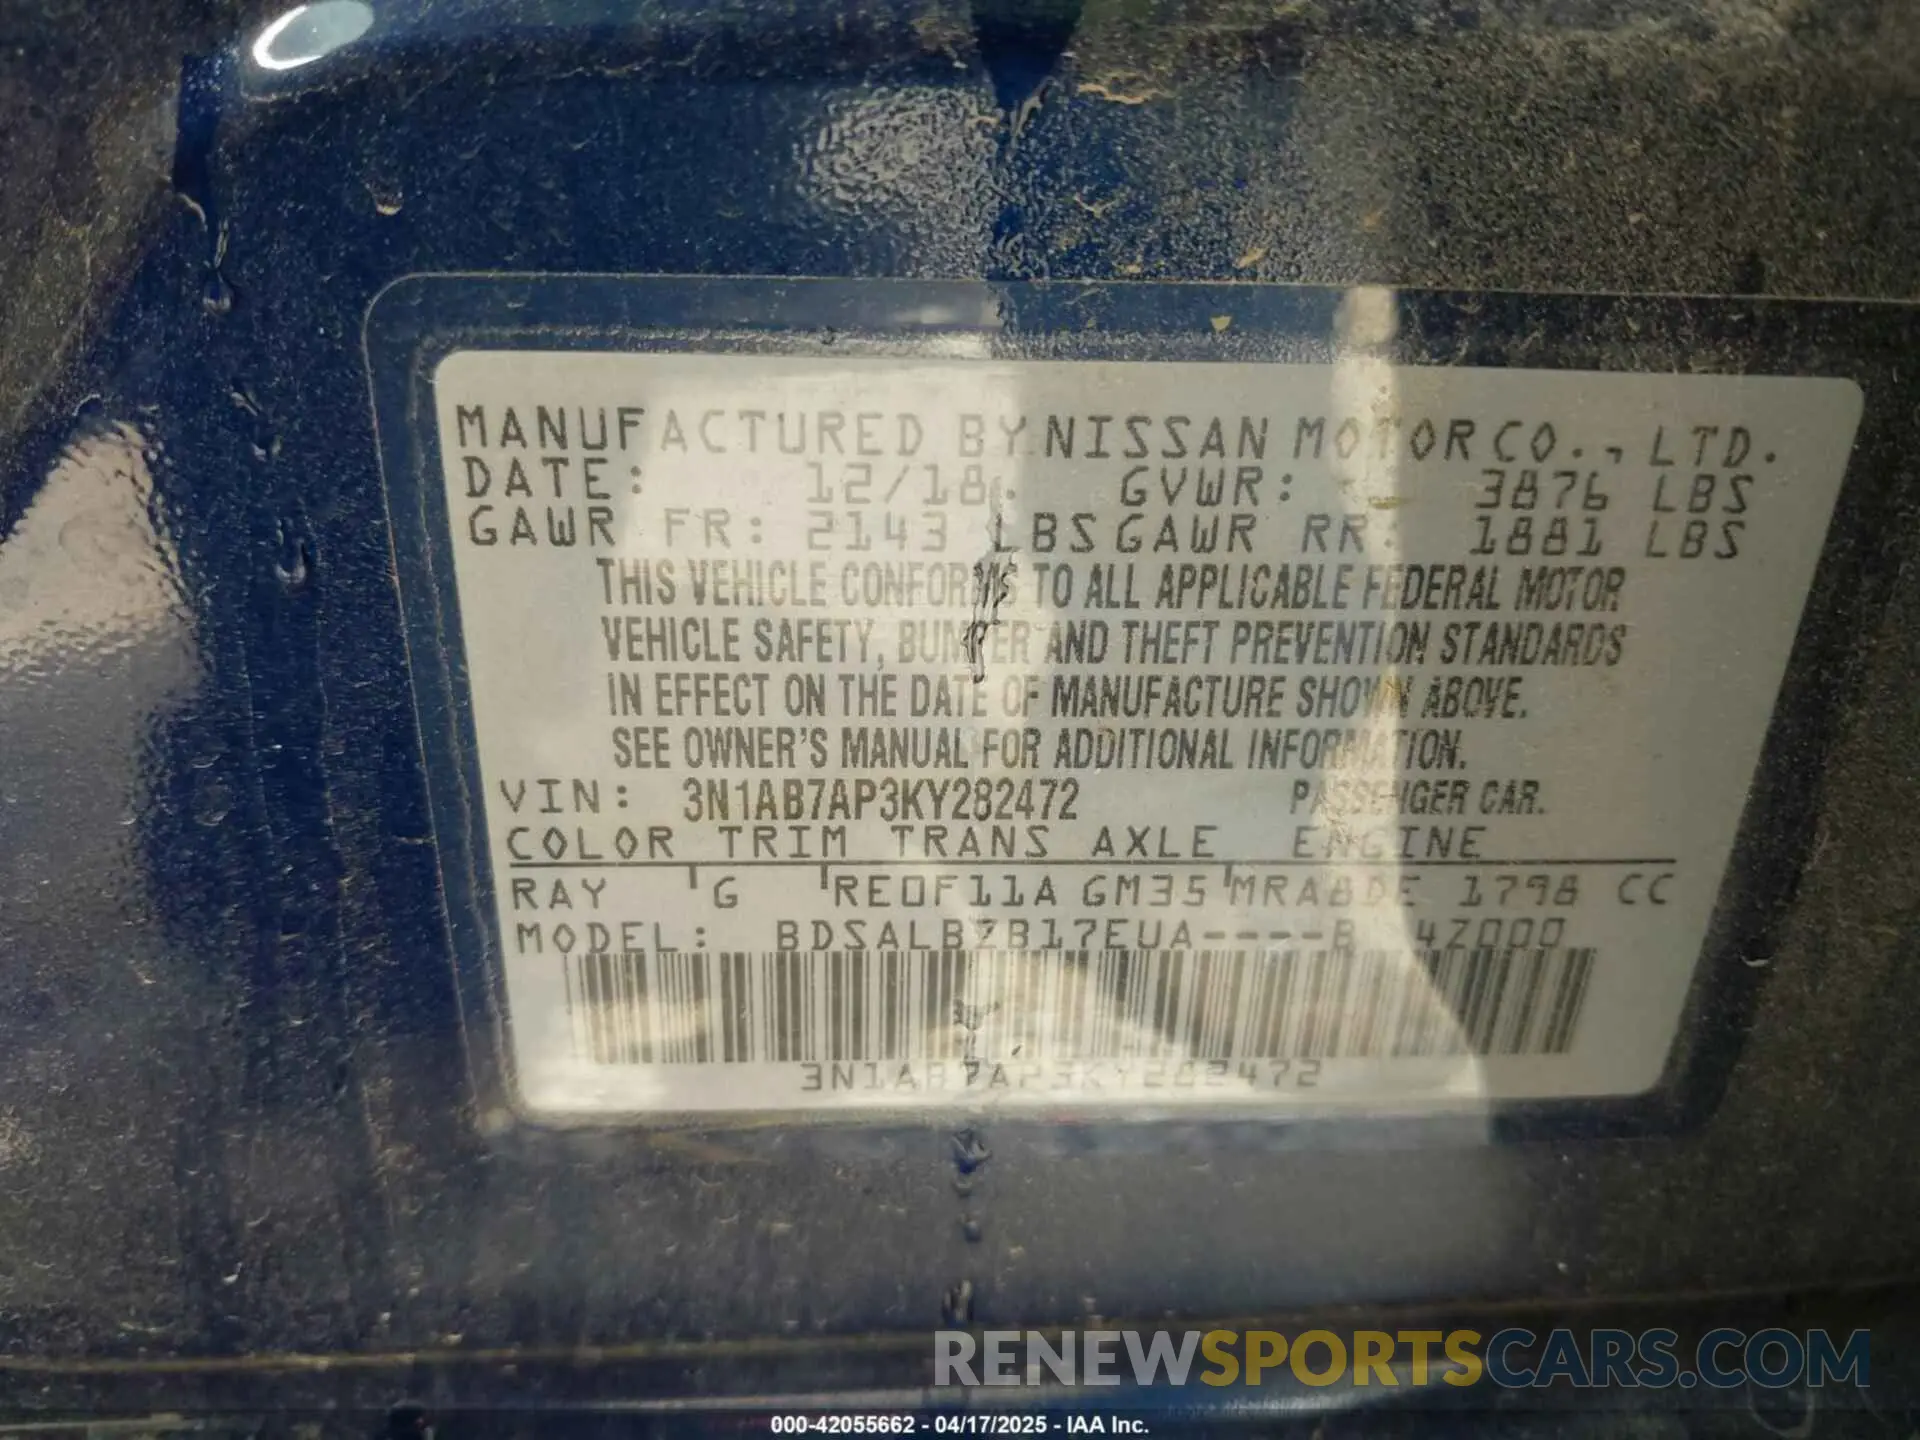 MANUFACTURED BY NISSAN MOTOR CO., LTD.
DATE: 12/18. GVWR: 3876 LBS
GAWR FR: 2143 LBS GAWR RR: 1881 LBS
THIS VEHICLE CONFORMS TO ALL APPLICABLE FEDERAL MOTOR
VEHICLE SAFETY, BUMPER AND THEFT PREVENTION STANDARDS
IN EFFECT ON THE DATE OF MANUFACTURE SHOWN ABOVE.
SEE OWNER'S MANUAL FOR ADDITIONAL INFORMATION.
VIN: 3N1AB7AP3KY282472 PASSENGER CAR.
COLOR TRIM TRANS AXLE ENGINE
RAY G RE0F11A GM35 MRA8DE 1798 CC
MODEL: BDSALBZB17EUA----B 4Z000
3N1AB7AP3KY282472
RENEWSPORTSCARS.COM
000-42055662 - 04/17/2025 - IAA Inc.